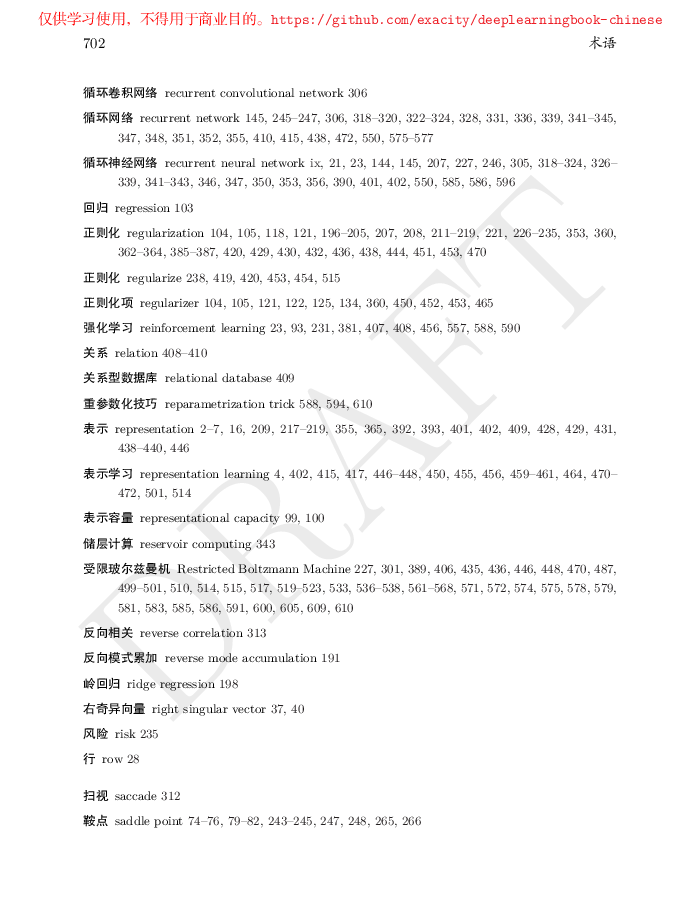 仅供学习使用，不得用于商业目的。https://github.com/exacity/deeplearningbook-chinese
702 术语
循环卷积网络 recurrent convolutional network 306
循环网络 recurrent network 145, 245–247, 306, 318–320, 322–324, 328, 331, 336, 339, 341–345,
347, 348, 351, 352, 355, 410, 415, 438, 472, 550, 575–577
循环神经网络 recurrent neural network ix, 21, 23, 144, 145, 207, 227, 246, 305, 318–324, 326–
339, 341–343, 346, 347, 350, 353, 356, 390, 401, 402, 550, 585, 586, 596
回归 regression 103
正则化 regularization 104, 105, 118, 121, 196–205, 207, 208, 211–219, 221, 226–235, 353, 360,
362–364, 385–387, 420, 429, 430, 432, 436, 438, 444, 451, 453, 470
正则化 regularize 238, 419, 420, 453, 454, 515
正则化项 regularizer 104, 105, 121, 122, 125, 134, 360, 450, 452, 453, 465
强化学习 reinforcement learning 23, 93, 231, 381, 407, 408, 456, 557, 588, 590
关系 relation 408–410
关系型数据库 relational database 409
重参数化技巧 reparametrization trick 588, 594, 610
表示 representation 2–7, 16, 209, 217–219, 355, 365, 392, 393, 401, 402, 409, 428, 429, 431,
438–440, 446
表示学习 representation learning 4, 402, 415, 417, 446–448, 450, 455, 456, 459–461, 464, 470–
472, 501, 514
表示容量 representational capacity 99, 100
储层计算 reservoir computing 343
受限玻尔兹曼机 Restricted Boltzmann Machine 227, 301, 389, 406, 435, 436, 446, 448, 470, 487,
499–501, 510, 514, 515, 517, 519–523, 533, 536–538, 561–568, 571, 572, 574, 575, 578, 579,
581, 583, 585, 586, 591, 600, 605, 609, 610
反向相关 reverse correlation 313
反向模式累加 reverse mode accumulation 191
岭回归 ridge regression 198
右奇异向量 right singular vector 37, 40
风险 risk 235
行 row 28
扫视 saccade 312
鞍点 saddle point 74–76, 79–82, 243–245, 247, 248, 265, 266
DRAFT